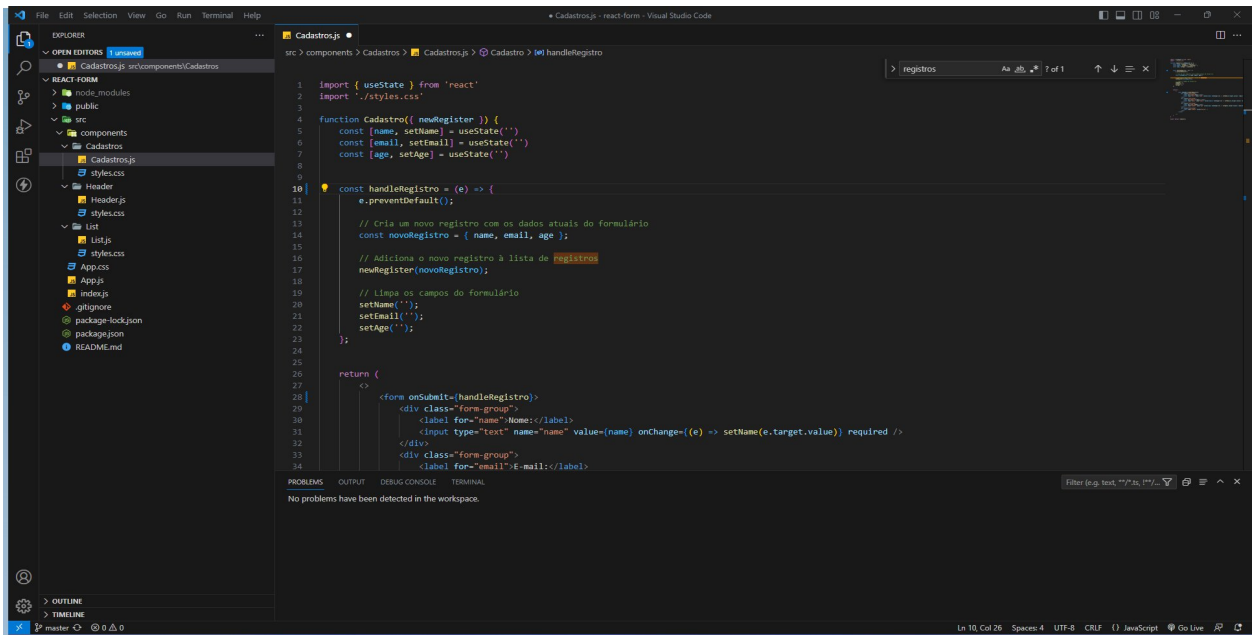 File Edit Selection View Go Run Terminal Help
● Cadastros.js - react-form - Visual Studio Code
EXPLORER
OPEN EDITORS 1 unsaved
● Cadastros.js src\components\Cadastros
REACT-FORM
node_modules
public
src
components
Cadastros
Cadastros.js
styles.css
Header
Header.js
styles.css
List
List.js
styles.css
App.css
App.js
index.js
.gitignore
package-lock.json
package.json
README.md
OUTLINE
TIMELINE
Cadastros.js ●
src > components > Cadastros > Cadastros.js > Cadastro > handleRegistro
> registros Aa ab .* ? of 1
1 import { useState } from 'react'
2 import './styles.css'
3
4 function Cadastro({ newRegister }) {
5 const [name, setName] = useState('')
6 const [email, setEmail] = useState('')
7 const [age, setAge] = useState('')
8
9
10 const handleRegistro = (e) => {
11 e.preventDefault();
12
13 // Cria um novo registro com os dados atuais do formulário
14 const novoRegistro = { name, email, age };
15
16 // Adiciona o novo registro à lista de registros
17 newRegister(novoRegistro);
18
19 // Limpa os campos do formulário
20 setName('');
21 setEmail('');
22 setAge('');
23 };
24
25
26 return (
27 <>
28 <form onSubmit={handleRegistro}>
29 <div class="form-group">
30 <label for="name">Nome:</label>
31 <input type="text" name="name" value={name} onChange={(e) => setName(e.target.value)} required />
32 </div>
33 <div class="form-group">
34 <label for="email">E-mail:</label>
PROBLEMS OUTPUT DEBUG CONSOLE TERMINAL
Filter (e.g. text, **/*.ts, !**/...
No problems have been detected in the workspace.
master 0 0 Ln 10, Col 26 Spaces: 4 UTF-8 CRLF {} JavaScript Go Live